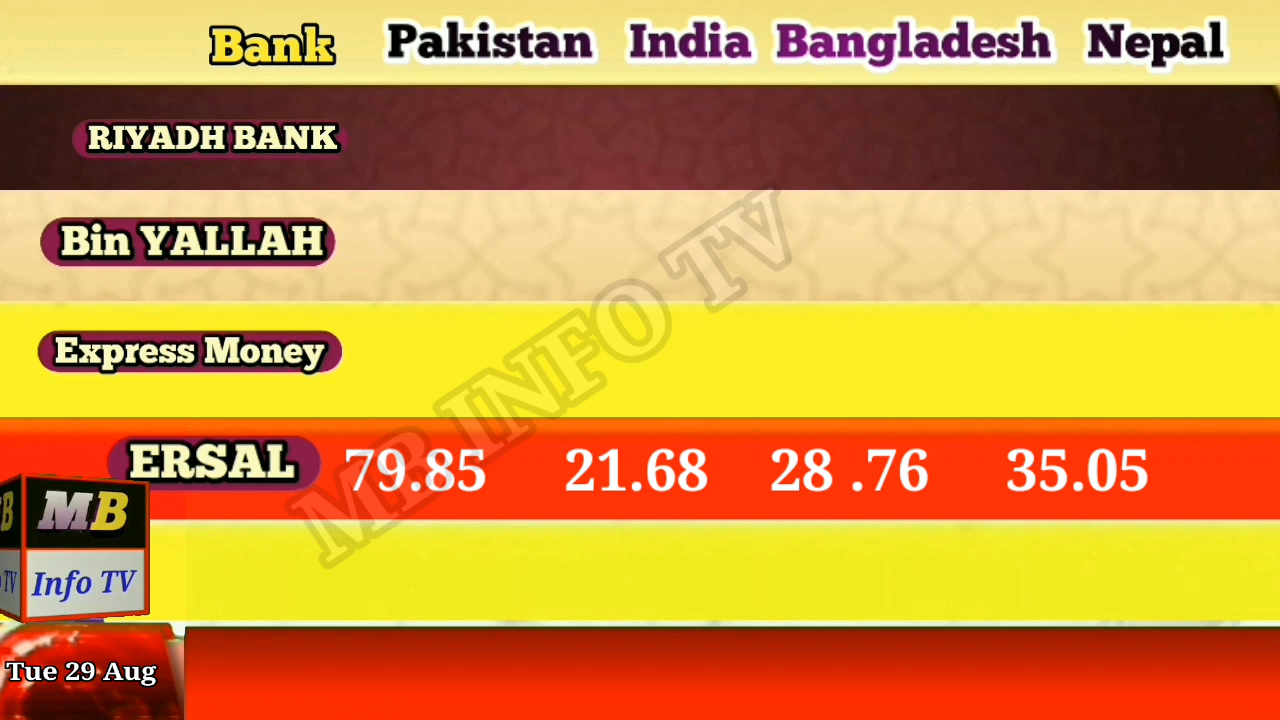 Bank Pakistan India Bangladesh Nepal
RIYADH BANK
Bin YALLAH
Express Money
ERSAL 79.85 21.68 28 .76 35.05
MB INFO TV
B MB
TV Info TV
Tue 29 Aug